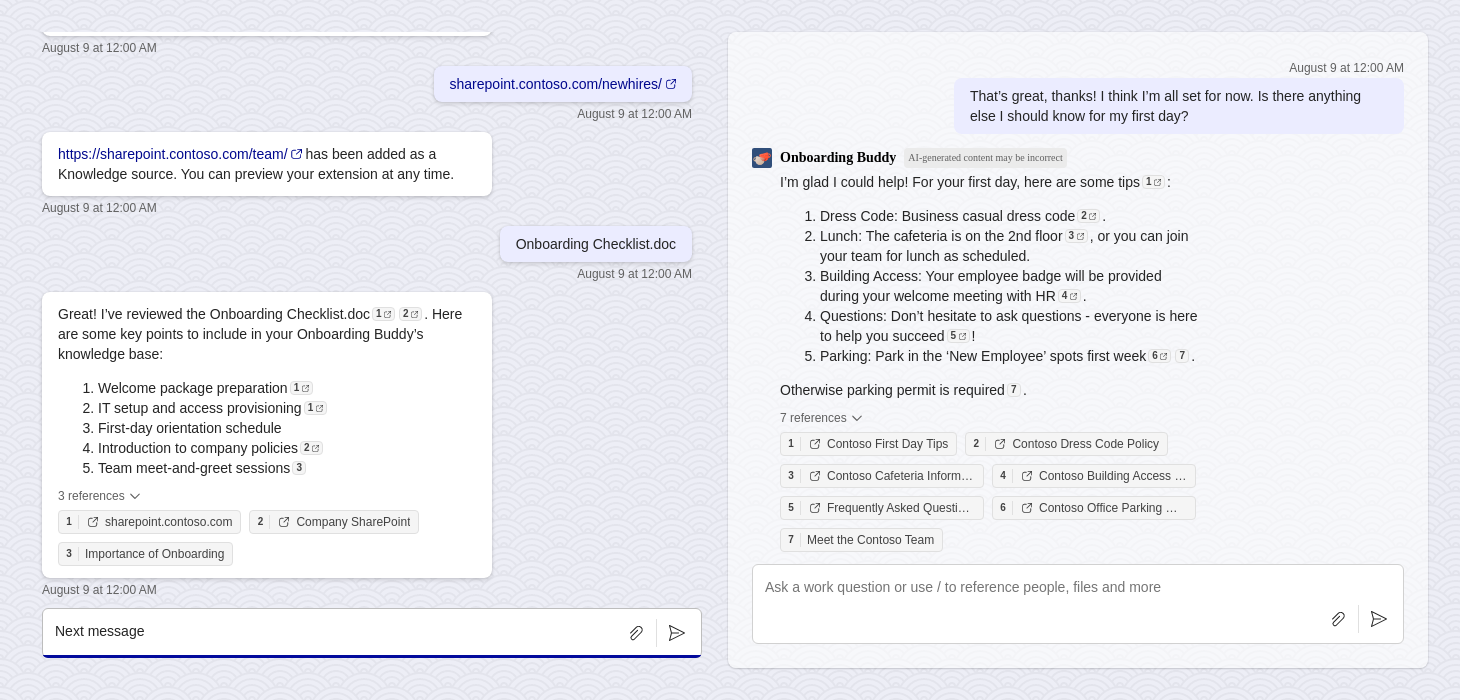 August 9 at 12:00 AM
sharepoint.contoso.com/newhires/
August 9 at 12:00 AM
https://sharepoint.contoso.com/team/ has been added as a
Knowledge source. You can preview your extension at any time.
August 9 at 12:00 AM
Onboarding Checklist.doc
August 9 at 12:00 AM
Great! I’ve reviewed the Onboarding Checklist.doc 1 2 . Here
are some key points to include in your Onboarding Buddy’s
knowledge base:
1. Welcome package preparation 1
2. IT setup and access provisioning 1
3. First-day orientation schedule
4. Introduction to company policies 2
5. Team meet-and-greet sessions 3
3 references
1 sharepoint.contoso.com 2 Company SharePoint
3 Importance of Onboarding
August 9 at 12:00 AM
Next message
August 9 at 12:00 AM
That’s great, thanks! I think I’m all set for now. Is there anything
else I should know for my first day?
Onboarding Buddy AI-generated content may be incorrect
I’m glad I could help! For your first day, here are some tips 1 :
1. Dress Code: Business casual dress code 2 .
2. Lunch: The cafeteria is on the 2nd floor 3 , or you can join
your team for lunch as scheduled.
3. Building Access: Your employee badge will be provided
during your welcome meeting with HR 4 .
4. Questions: Don’t hesitate to ask questions - everyone is here
to help you succeed 5 !
5. Parking: Park in the ‘New Employee’ spots first week 6 7 .
Otherwise parking permit is required 7 .
7 references
1 Contoso First Day Tips 2 Contoso Dress Code Policy
3 Contoso Cafeteria Inform… 4 Contoso Building Access …
5 Frequently Asked Questi… 6 Contoso Office Parking …
7 Meet the Contoso Team
Ask a work question or use / to reference people, files and more